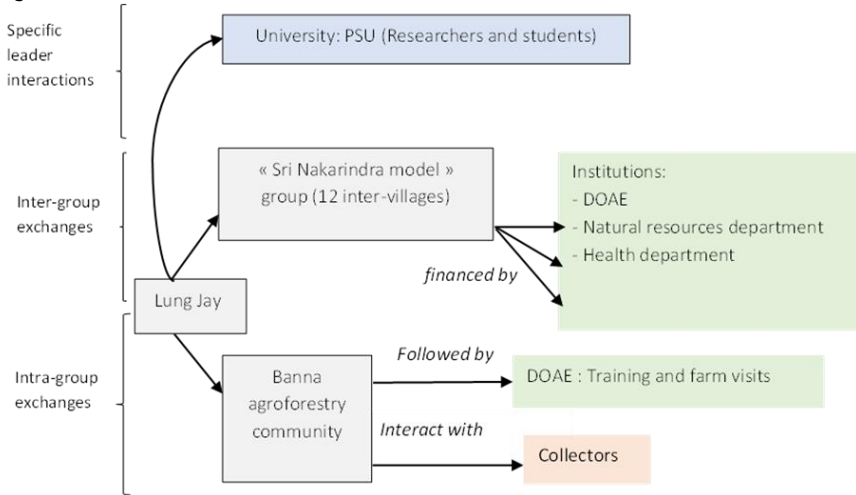 Specific
leader
interactions
University: PSU (Researchers and students)
Inter-group
exchanges
« Sri Nakarindra model »
group (12 inter-villages)
financed by
Institutions:
- DOAE
- Natural resources department
- Health department
Lung Jay
Intra-group
exchanges
Banna
agroforestry
community
Followed by
DOAE : Training and farm visits
Interact with
Collectors